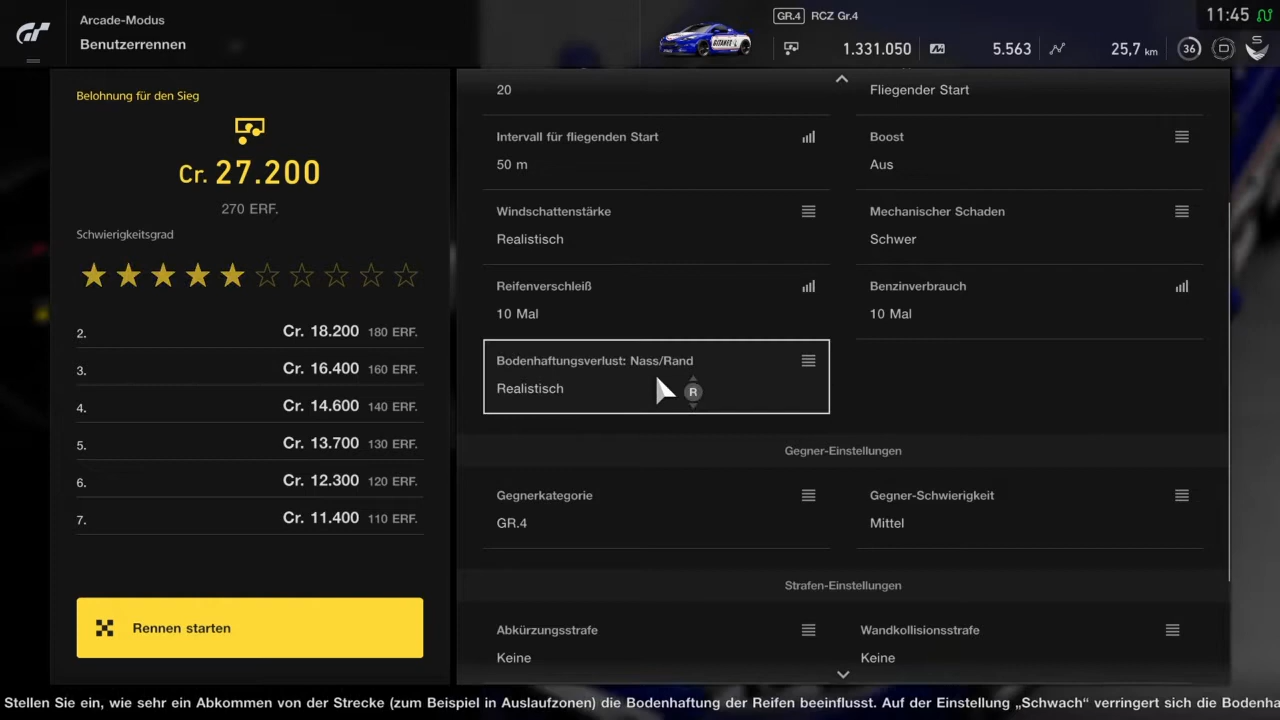 Arcade-Modus
Benutzerrennen
GR.4 RCZ Gr.4
1.331.050 5.563 25,7 km 36 S
11:45
Belohnung für den Sieg
Cr. 27.200
270 ERF.
Schwierigkeitsgrad
2. Cr. 18.200 180 ERF.
3. Cr. 16.400 160 ERF.
4. Cr. 14.600 140 ERF.
5. Cr. 13.700 130 ERF.
6. Cr. 12.300 120 ERF.
7. Cr. 11.400 110 ERF.
Rennen starten
20
Fliegender Start
Intervall für fliegenden Start
50 m
Boost
Aus
Windschattenstärke
Realistisch
Mechanischer Schaden
Schwer
Reifenverschleiß
10 Mal
Benzinverbrauch
10 Mal
Bodenhaftungsverlust: Nass/Rand
Realistisch
R
Gegner-Einstellungen
Gegnerkategorie
GR.4
Gegner-Schwierigkeit
Mittel
Strafen-Einstellungen
Abkürzungsstrafe
Keine
Wandkollisionsstrafe
Keine
Stellen Sie ein, wie sehr ein Abkommen von der Strecke (zum Beispiel in Auslaufzonen) die Bodenhaftung der Reifen beeinflusst. Auf der Einstellung „Schwach“ verringert sich die Bodenha